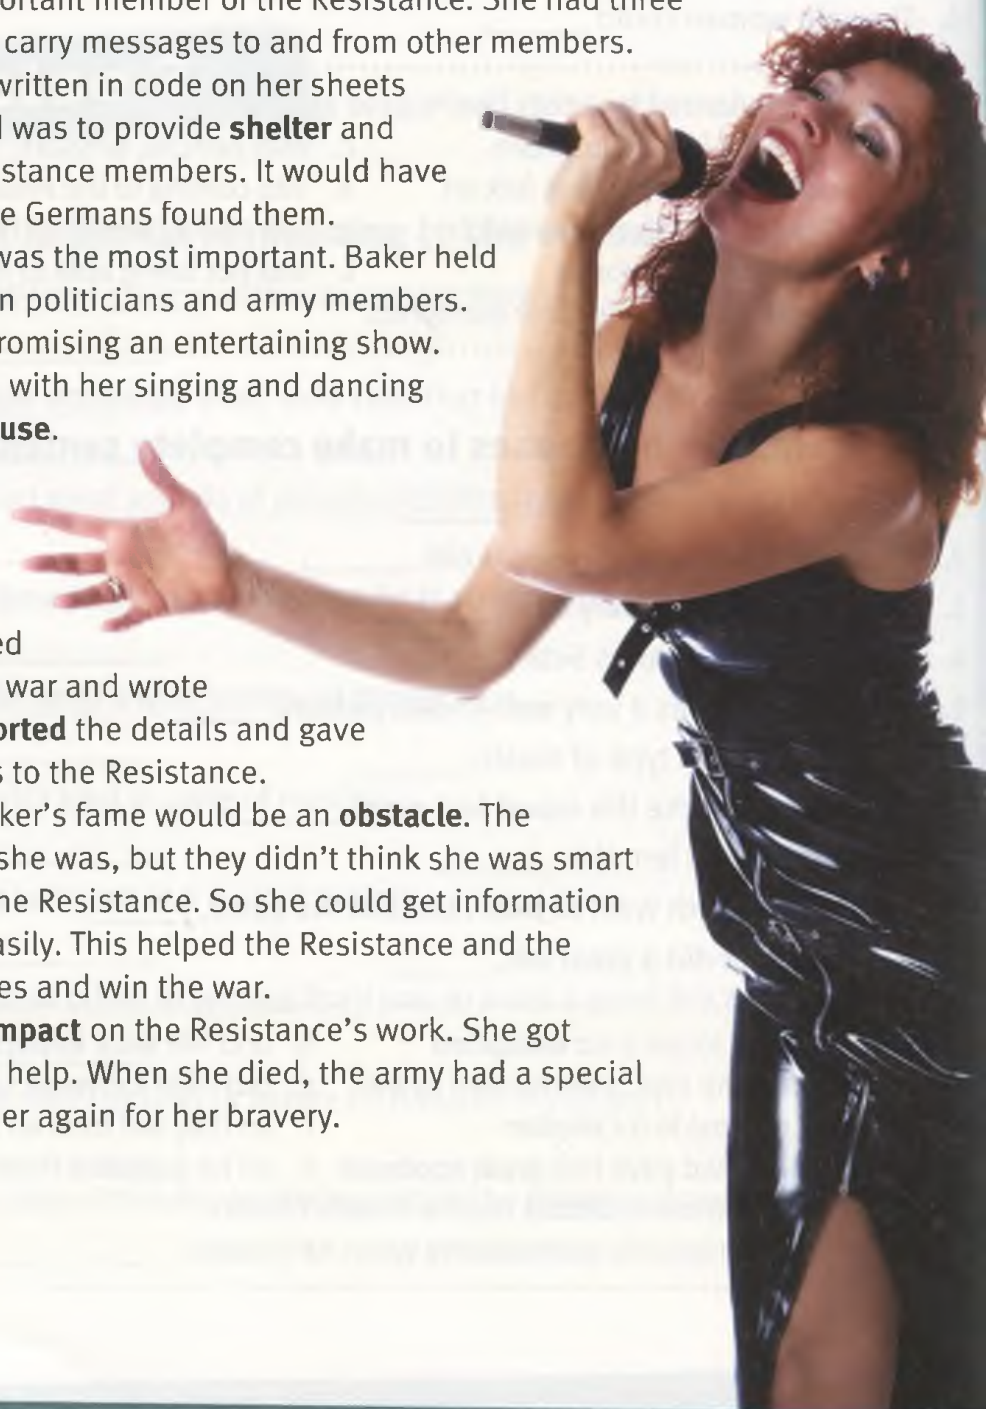 ortant member of the Resistance. She had three
carry messages to and from other members.
written in code on her sheets
was to provide shelter and
stance members. It would have
e Germans found them.
was the most important. Baker held
n politicians and army members.
romising an entertaining show.
with her singing and dancing
use.
ed
war and wrote
orted the details and gave
s to the Resistance.
ker's fame would be an obstacle. The
she was, but they didn't think she was smart
he Resistance. So she could get information
asily. This helped the Resistance and the
es and win the war.
mpact on the Resistance's work. She got
help. When she died, the army had a special
er again for her bravery.